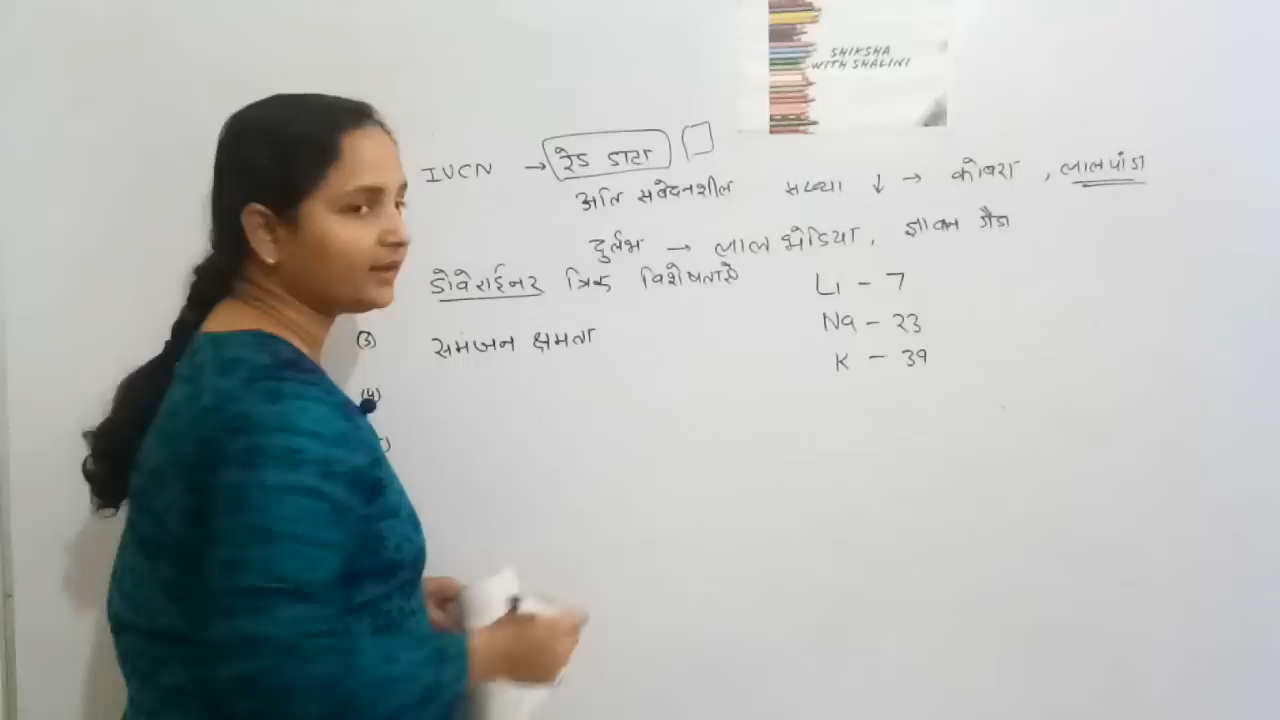 SHIKSHA
WITH SHALINI
IUCN → रेड डाटा
अति संवेदनशील संख्या ↓ → कोबरा , लालपांडा
दुर्लभ → लाल भेडिया , ज्ञावन गैंडा
डोबेराईनर त्रिक विशेषताऐ
Li - 7
(3) समंजन क्षमता
Na - 23
K - 39
(4)